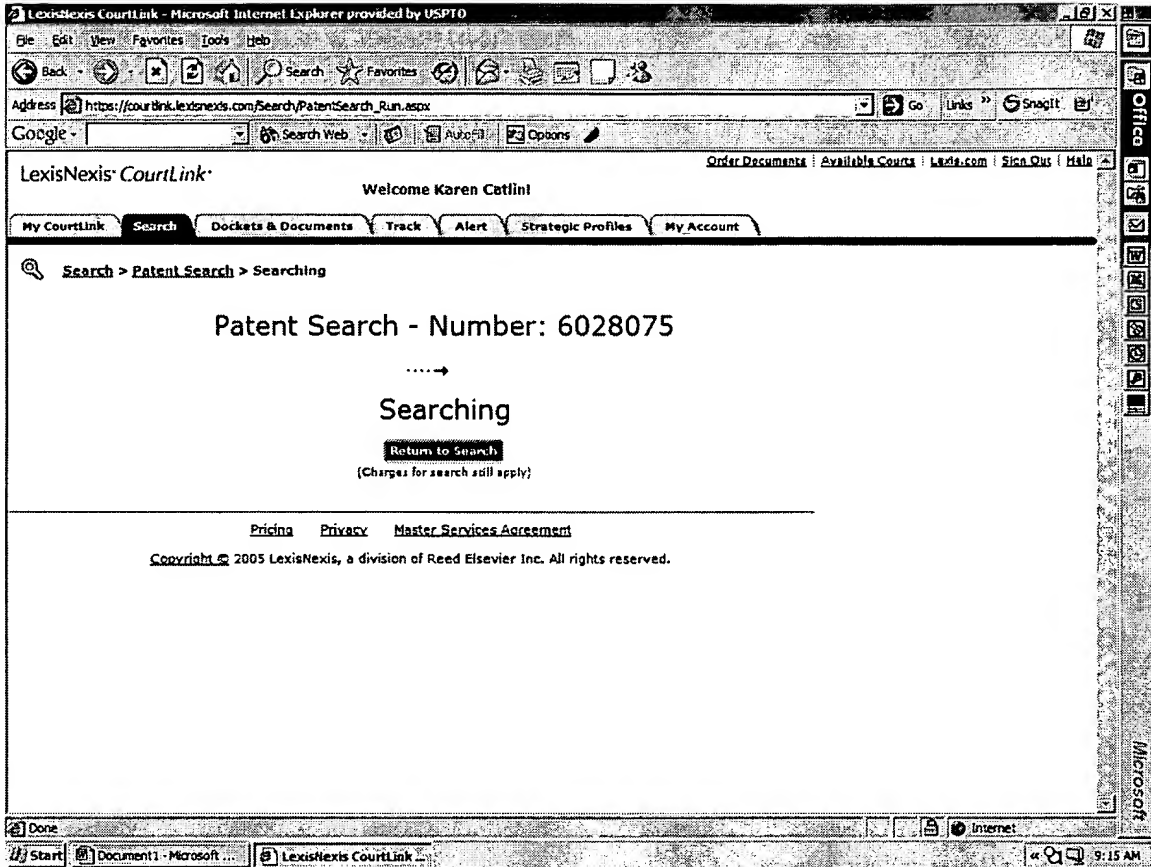 LexisNexis CourtLink - Microsoft Internet Explorer provided by USPTO
File Edit View Favorites Tools Help
Back Search Favorites
Address https://courtlink.lexisnexis.com/Search/PatentSearch_Run.aspx Go Links » SnagIt
Google - Search Web AutoFill Options
Order Documents | Available Courts | Lexis.com | Sign Out | Help
LexisNexis CourtLink
Welcome Karen Catlin!
My CourtLink Search Dockets & Documents Track Alert Strategic Profiles My Account
Search > Patent Search > Searching
Patent Search - Number: 6028075
Searching
Return to Search
(Charges for search still apply)
Pricing Privacy Master Services Agreement
Copyright © 2005 LexisNexis, a division of Reed Elsevier Inc. All rights reserved.
Office
Microsoft
Done Internet
Start Document1 - Microsoft ... LexisNexis CourtLink ... « 9:15 AM